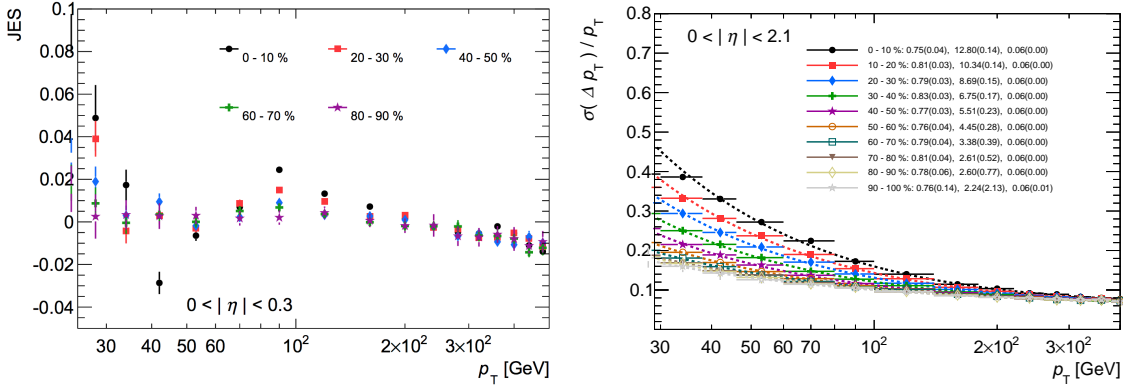 JES
0.1
0.08
0.06
0.04
0.02
0
-0.02
-0.04
0 - 10 %
20 - 30 %
40 - 50 %
60 - 70 %
80 - 90 %
0 < | η | < 0.3
30 40 50 60 10² 2×10² 3×10²
p_T [GeV]
σ( Δ p_T ) / p_T
0.8
0.7
0.6
0.5
0.4
0.3
0.2
0.1
0 < | η | < 2.1
0 - 10 %: 0.75(0.04), 12.80(0.14), 0.06(0.00)
10 - 20 %: 0.81(0.04), 10.34(0.14), 0.06(0.00)
20 - 30 %: 0.79(0.03), 8.69(0.15), 0.06(0.00)
30 - 40 %: 0.83(0.03), 6.75(0.17), 0.06(0.00)
40 - 50 %: 0.77(0.03), 5.51(0.23), 0.06(0.00)
50 - 60 %: 0.76(0.04), 4.45(0.28), 0.06(0.00)
60 - 70 %: 0.79(0.04), 3.38(0.39), 0.06(0.00)
70 - 80 %: 0.81(0.04), 2.61(0.52), 0.06(0.00)
80 - 90 %: 0.78(0.06), 2.60(0.77), 0.06(0.00)
90 - 100 %: 0.76(0.14), 2.24(2.13), 0.06(0.01)
30 40 50 60 70 10² 2×10² 3×10²
p_T [GeV]